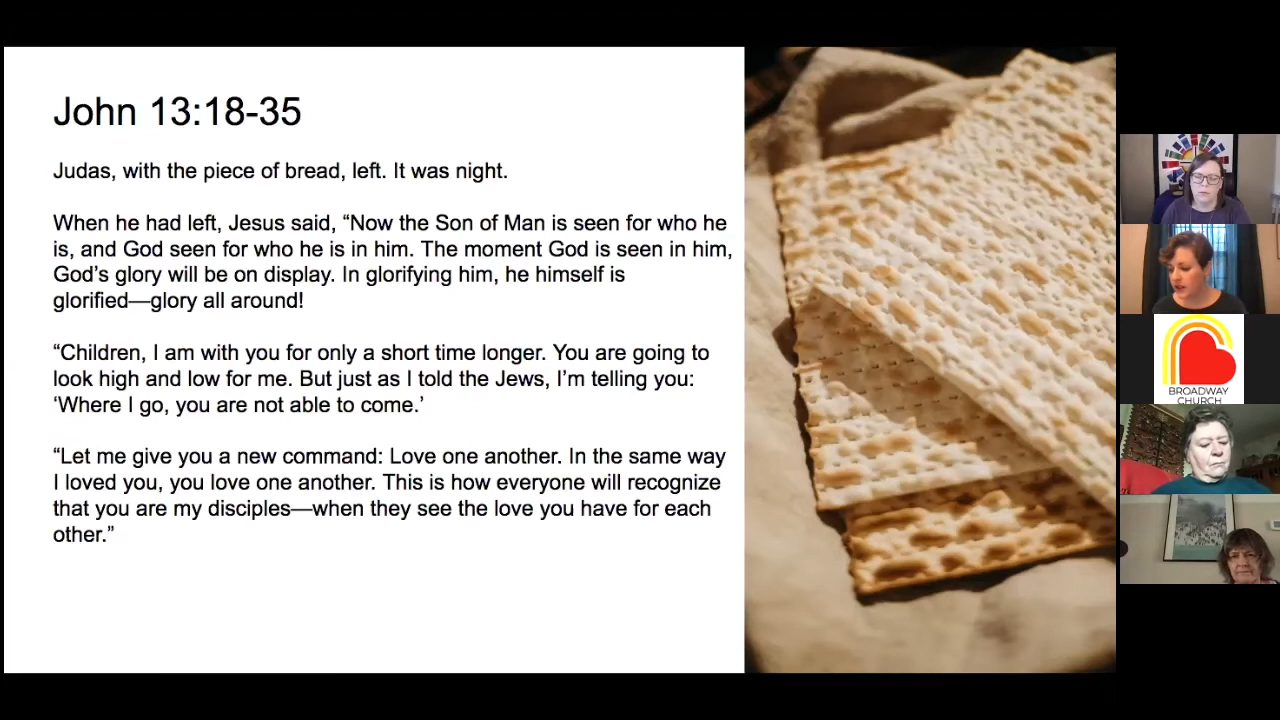 John 13:18-35
Judas, with the piece of bread, left. It was night.
When he had left, Jesus said, “Now the Son of Man is seen for who he
is, and God seen for who he is in him. The moment God is seen in him,
God’s glory will be on display. In glorifying him, he himself is
glorified—glory all around!
“Children, I am with you for only a short time longer. You are going to
look high and low for me. But just as I told the Jews, I’m telling you:
‘Where I go, you are not able to come.’
“Let me give you a new command: Love one another. In the same way
I loved you, you love one another. This is how everyone will recognize
that you are my disciples—when they see the love you have for each
other.”
BROADWAY
CHURCH